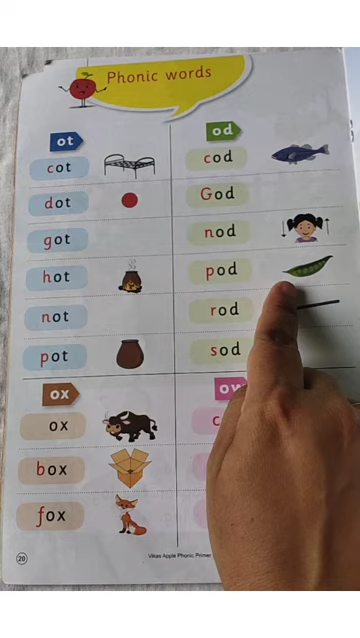 Phonic words
ot
cot
dot
got
hot
not
pot
od
cod
God
nod
pod
rod
sod
ox
ox
box
fox
20
Vikas Apple Phonic Primer